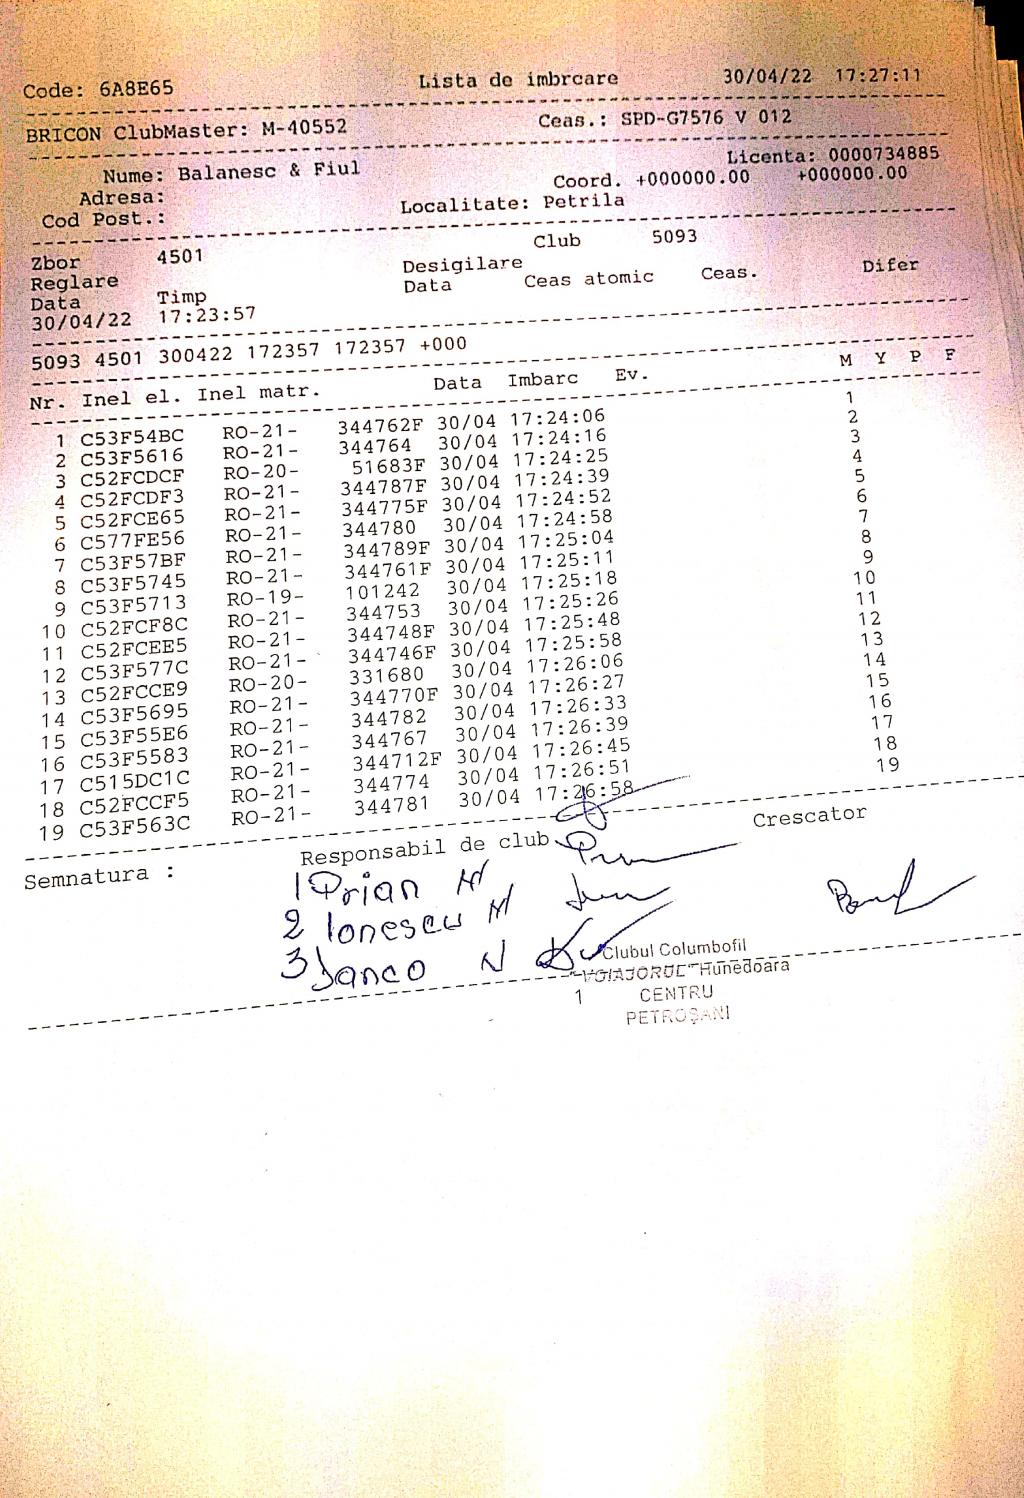 Code: 6A8E65 Lista de imbrcare 30/04/22 17:27:11
BRICON ClubMaster: M-40552 Ceas.: SPD-G7576 V 012
Nume: Balanesc & Fiul Licenta: 0000734885
Adresa: Coord. +000000.00 +000000.00
Cod Post.: Localitate: Petrila
Zbor 4501 Club 5093
Reglare Desigilare
Data Timp Data Ceas atomic Ceas. Difer
30/04/22 17:23:57
5093 4501 300422 172357 172357 +000
Nr. Inel el. Inel matr. Data Imbarc Ev. M Y P F
1 C53F54BC RO-21- 344762F 30/04 17:24:06 1
2 C53F5616 RO-21- 344764 30/04 17:24:16 2
3 C52FCDCF RO-20- 51683F 30/04 17:24:25 3
4 C52FCDF3 RO-21- 344787F 30/04 17:24:39 4
5 C52FCE65 RO-21- 344775F 30/04 17:24:52 5
6 C577FE56 RO-21- 344780 30/04 17:24:58 6
7 C53F57BF RO-21- 344789F 30/04 17:25:04 7
8 C53F5745 RO-21- 344761F 30/04 17:25:11 8
9 C53F5713 RO-19- 101242 30/04 17:25:18 9
10 C52FCF8C RO-21- 344753 30/04 17:25:26 10
11 C52FCEE5 RO-21- 344748F 30/04 17:25:48 11
12 C53F577C RO-21- 344746F 30/04 17:25:58 12
13 C52FCCE9 RO-20- 331680 30/04 17:26:06 13
14 C53F5695 RO-21- 344770F 30/04 17:26:27 14
15 C53F55E6 RO-21- 344782 30/04 17:26:33 15
16 C53F5583 RO-21- 344767 30/04 17:26:39 16
17 C515DC1C RO-21- 344712F 30/04 17:26:45 17
18 C52FCCF5 RO-21- 344774 30/04 17:26:51 18
19 C53F563C RO-21- 344781 30/04 17:26:58 19
Semnatura : Responsabil de club Crescator
1 Prian M
2 Ionescu M
3 Janco N
Clubul Columbofil
"VOIAJORUL" Hunedoara
1 CENTRU
PETROȘANI